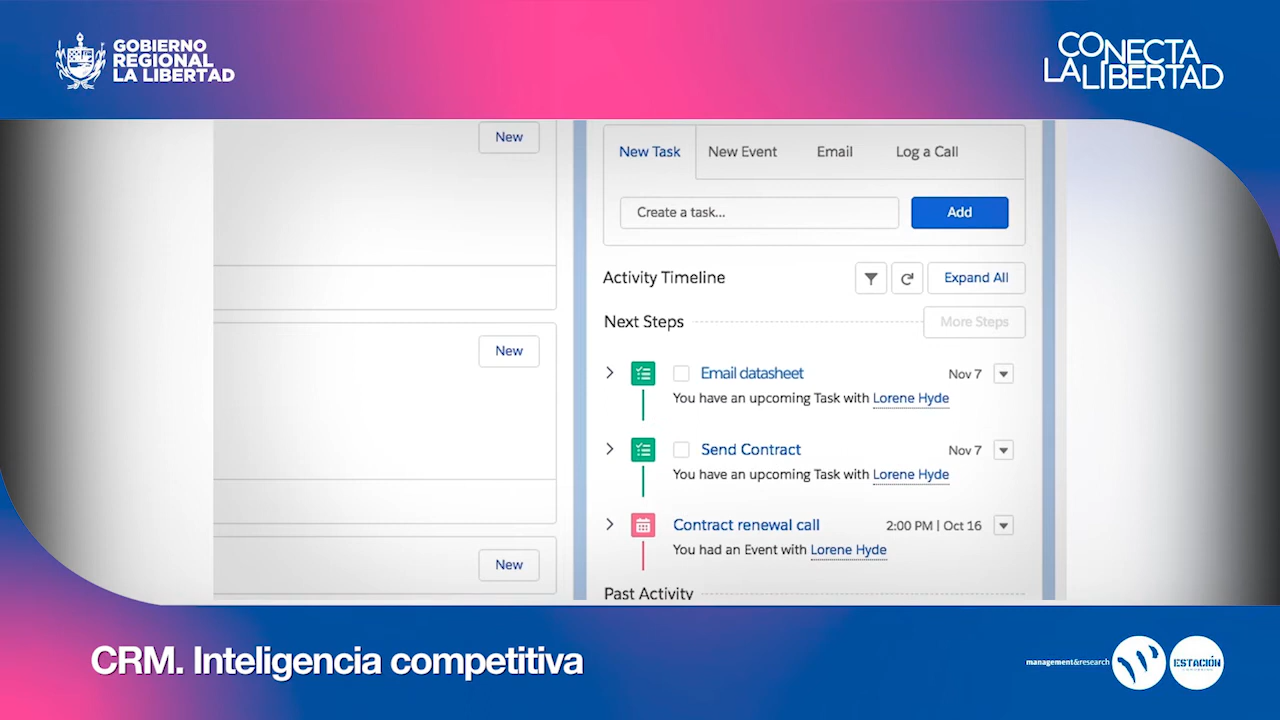 GOBIERNO
REGIONAL
LA LIBERTAD
CONECTA
LA LIBERTAD
New
New Task
New Event
Email
Log a Call
Create a task...
Add
Activity Timeline
Expand All
Next Steps
More Steps
New
Email datasheet
Nov 7
You have an upcoming Task with Lorene Hyde
Send Contract
Nov 7
You have an upcoming Task with Lorene Hyde
Contract renewal call
2:00 PM | Oct 16
You had an Event with Lorene Hyde
New
Past Activity
CRM. Inteligencia competitiva
management&research
ESTACIÓN